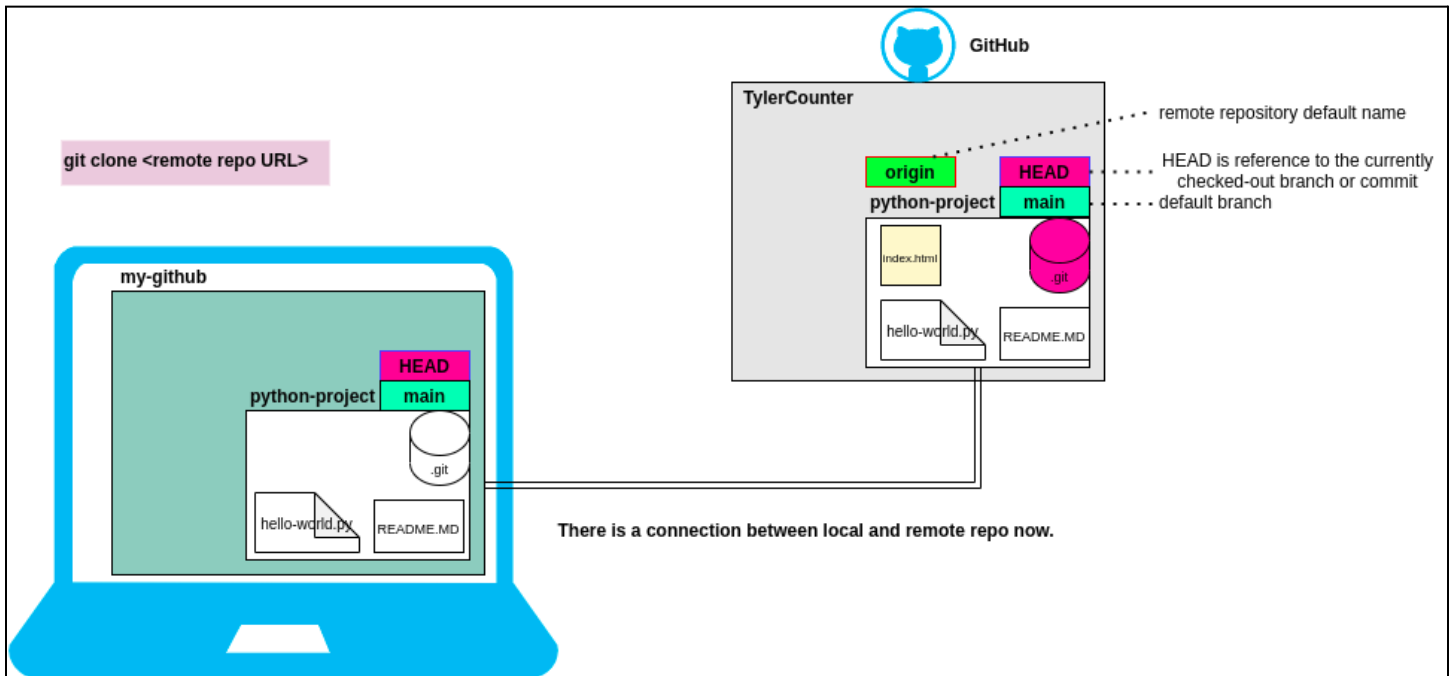 GitHub
TylerCounter
remote repository default name
git clone <remote repo URL>
origin
HEAD
HEAD is reference to the currently
checked-out branch or commit
python-project
main
default branch
index.html
.git
hello-world.py
README.MD
my-github
HEAD
python-project
main
.git
hello-world.py
README.MD
There is a connection between local and remote repo now.